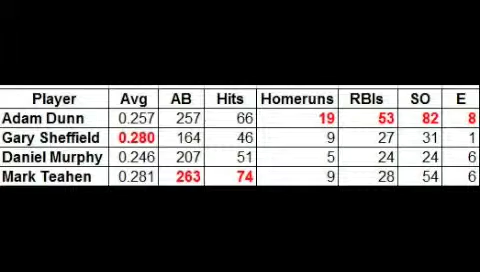 Player Avg AB Hits Homeruns RBIs SO E
Adam Dunn 0.257 257 66 19 53 82 8
Gary Sheffield 0.280 164 46 9 27 31 1
Daniel Murphy 0.246 207 51 5 24 24 6
Mark Teahen 0.281 263 74 9 28 54 6